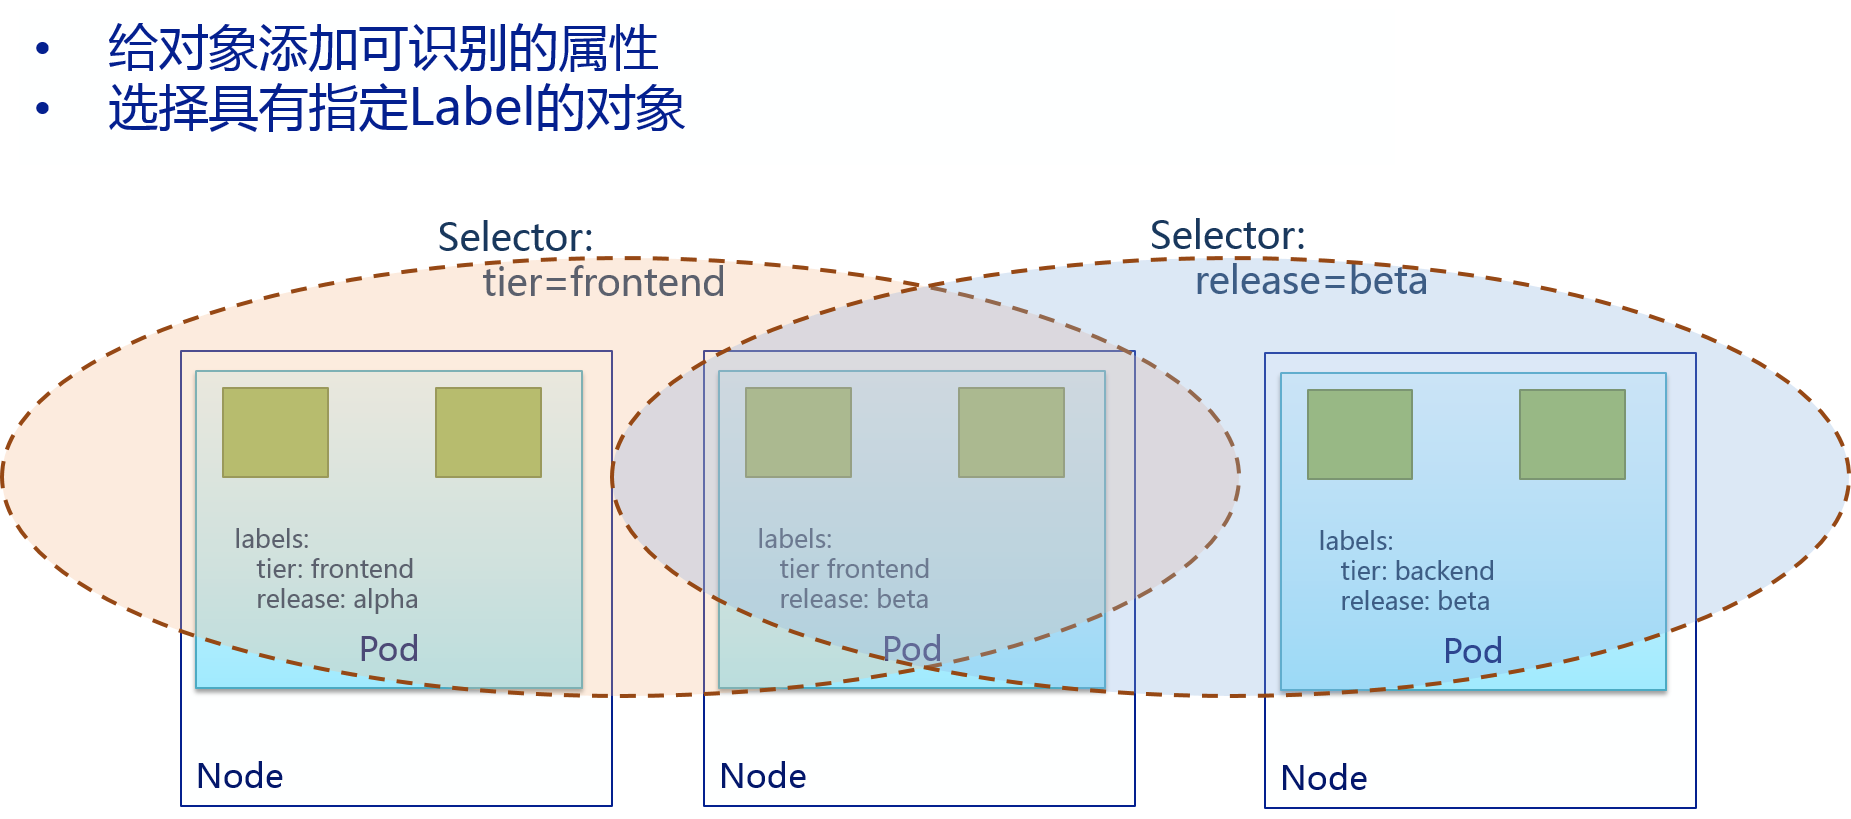 • 给对象添加可识别的属性
• 选择具有指定Label的对象
Selector:
tier=frontend
Selector:
release=beta
labels:
tier: frontend
release: alpha
Pod
Node
labels:
tier frontend
release: beta
Pod
Node
labels:
tier: backend
release: beta
Pod
Node